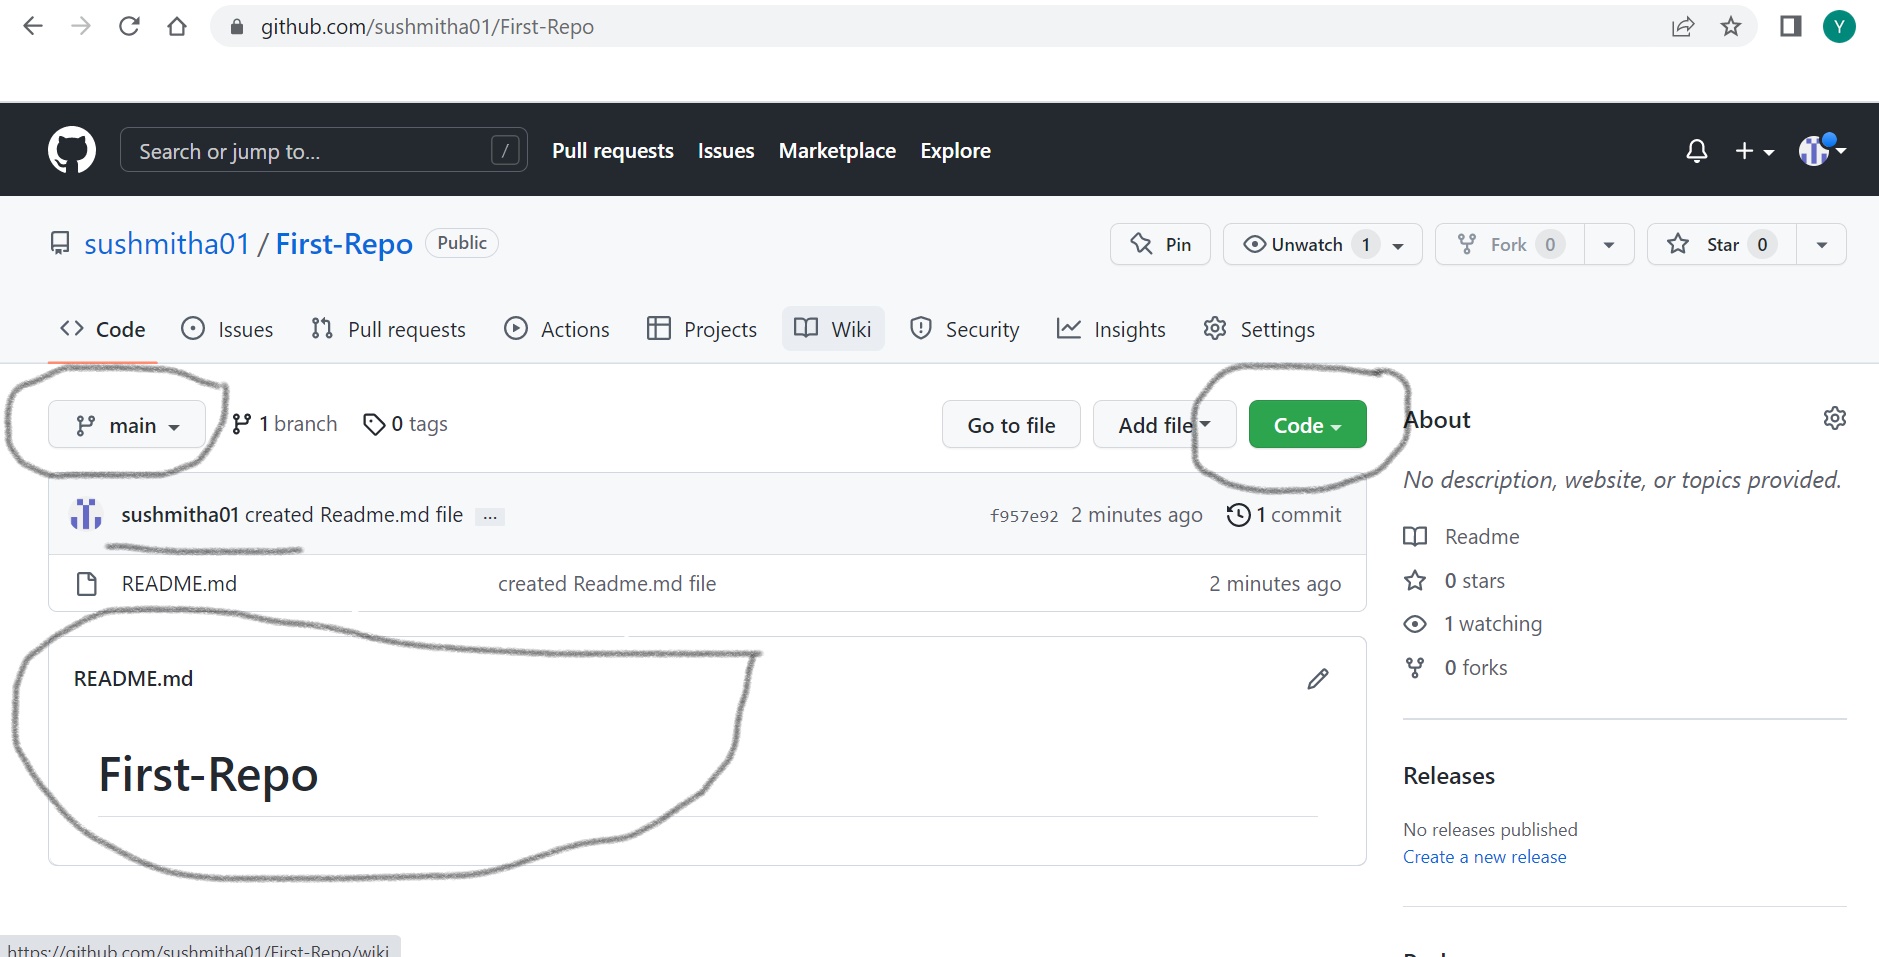 github.com/sushmitha01/First-Repo
Y
Search or jump to... /
Pull requests Issues Marketplace Explore
sushmitha01 / First-Repo Public
Pin Unwatch 1 Fork 0 Star 0
Code Issues Pull requests Actions Projects Wiki Security Insights Settings
main 1 branch 0 tags Go to file Add file Code
About
No description, website, or topics provided.
sushmitha01 created Readme.md file ... f957e92 2 minutes ago 1 commit
Readme
README.md created Readme.md file 2 minutes ago
0 stars
1 watching
0 forks
README.md
First-Repo
Releases
No releases published
Create a new release
https://github.com/sushmitha01/First-Repo/wiki